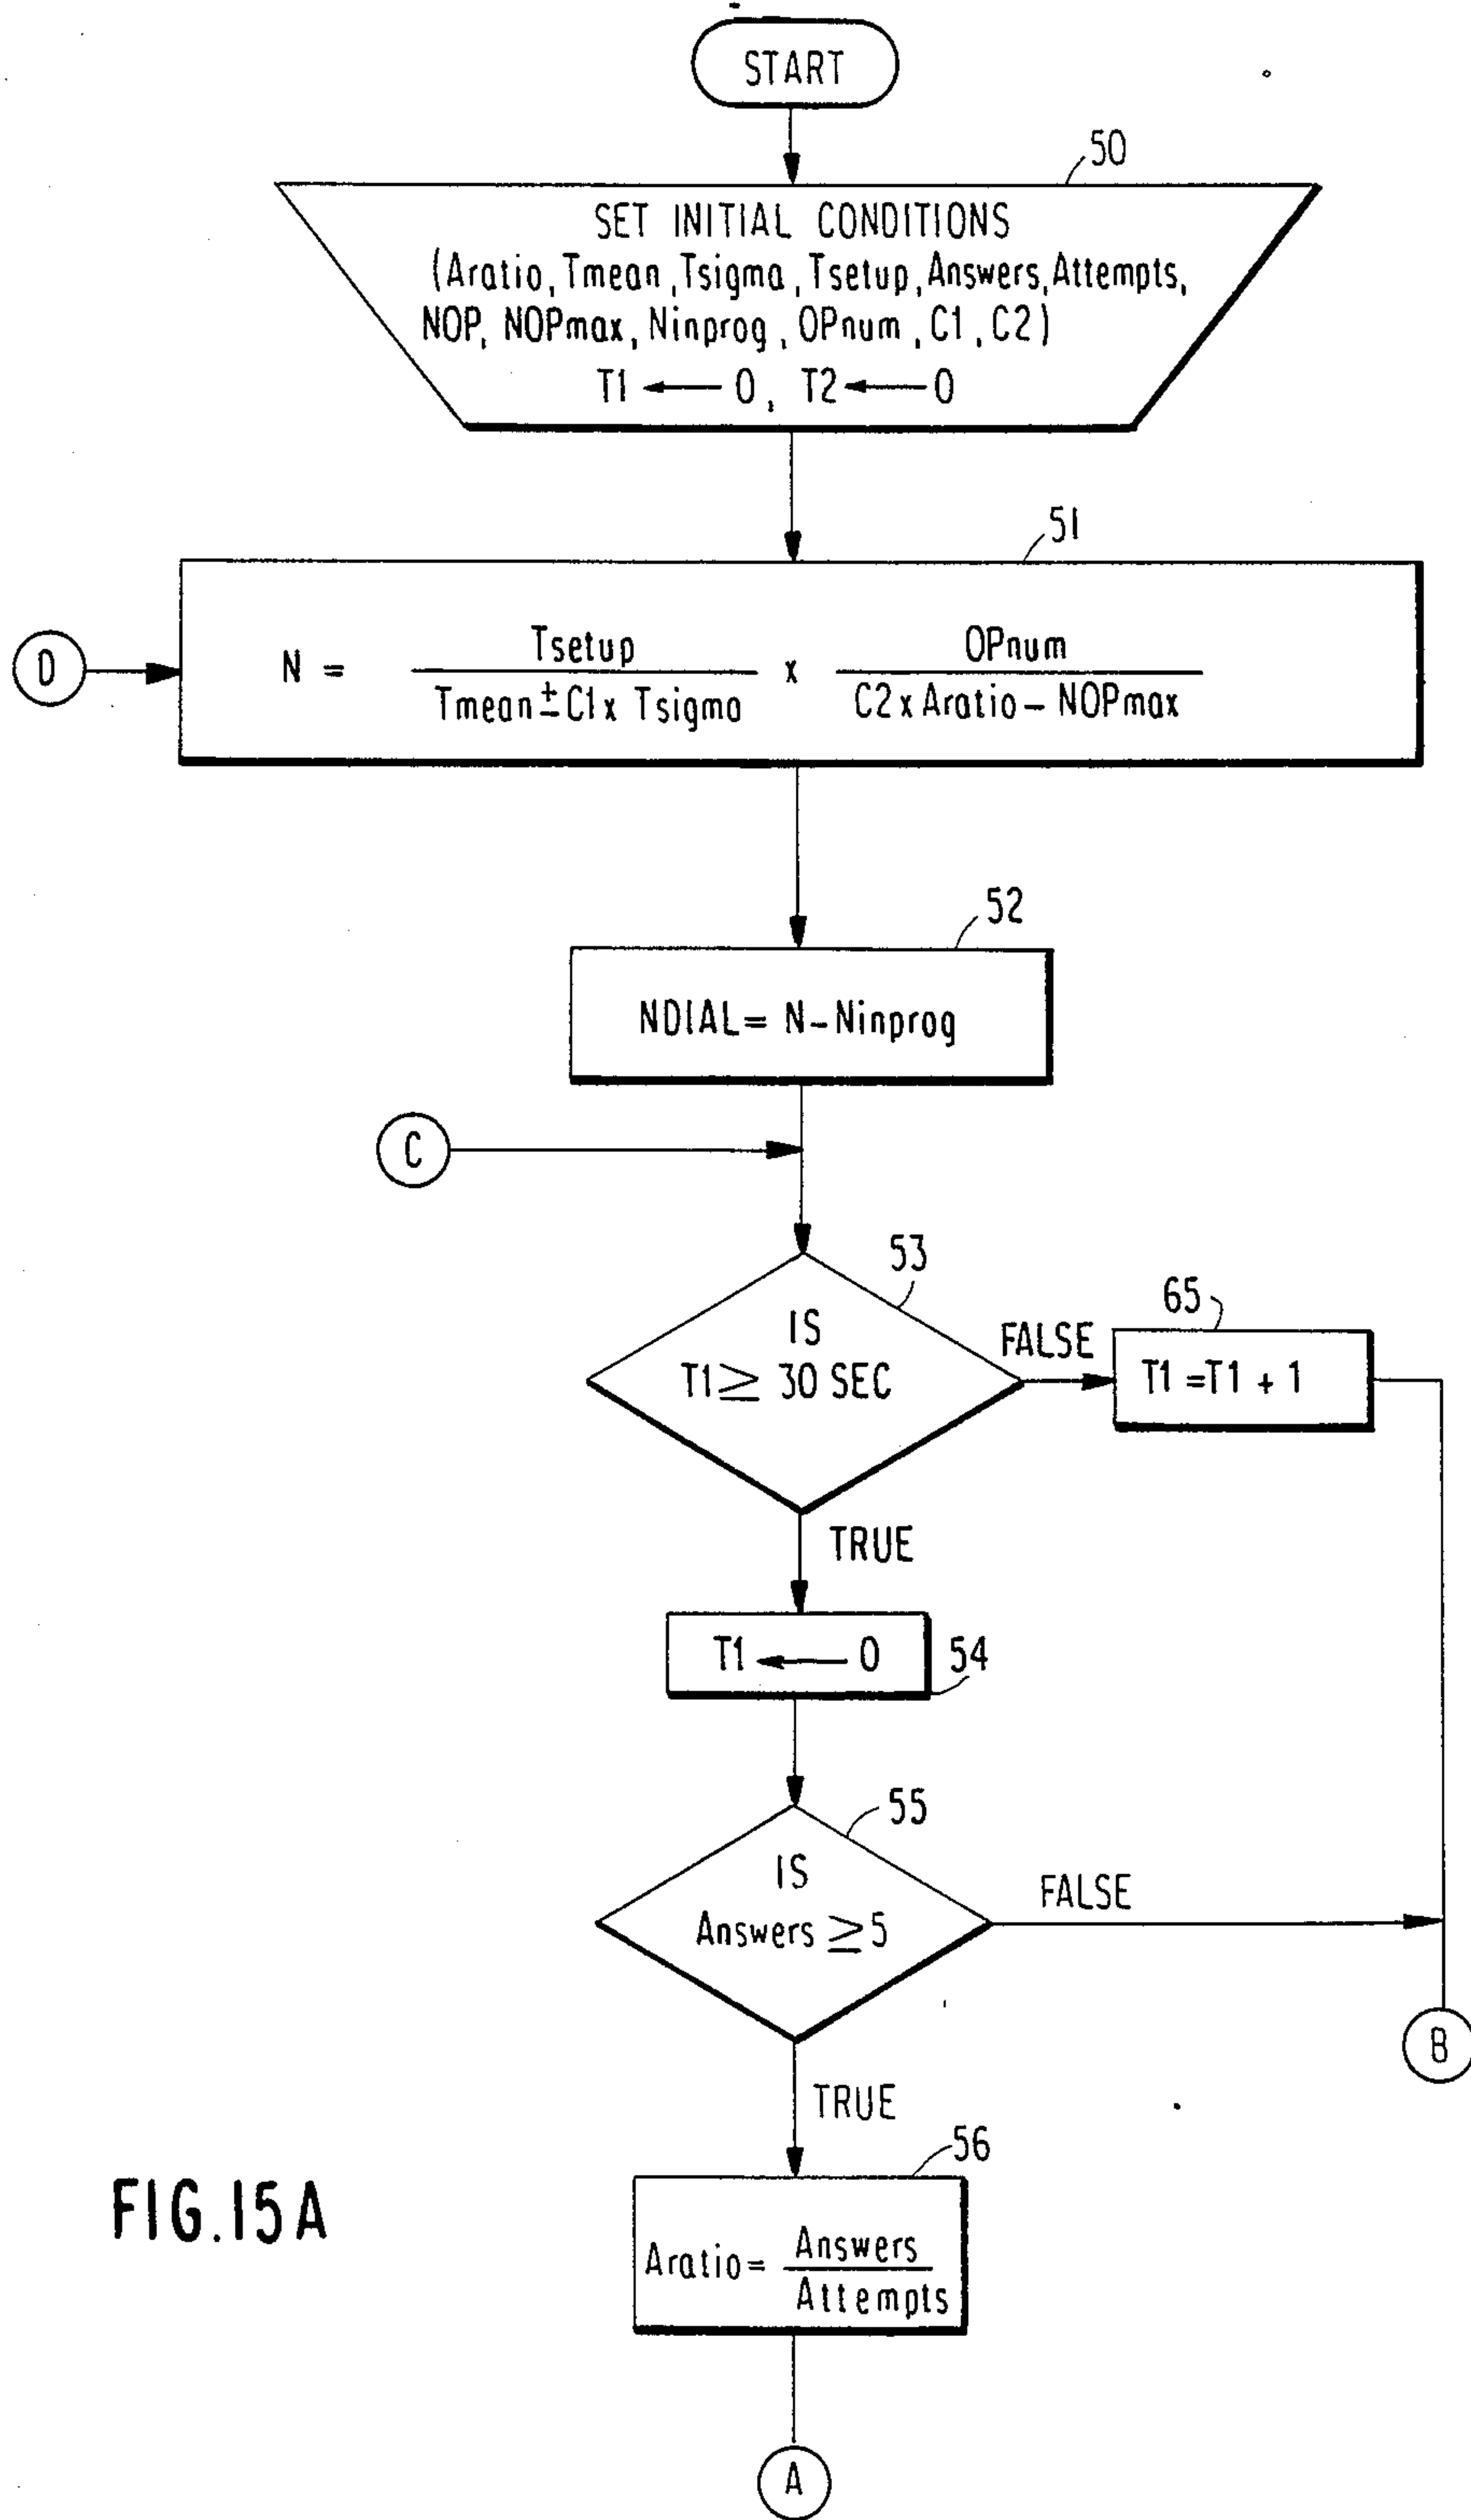 START
50
SET INITIAL CONDITIONS
(Aratio, Tmean, Tsigma, Tsetup, Answers, Attempts,
NOP, NOPmax, Ninprog, OPnum, C1, C2)
T1 ← 0, T2 ← 0
51
D
N = Tsetup / Tmean ± C1 x Tsigma x OPnum / C2 x Aratio - NOPmax
52
NDIAL = N - Ninprog
C
53
IS
T1 ≥ 30 SEC
FALSE
65
T1 = T1 + 1
TRUE
T1 ← 0
54
55
IS
Answers ≥ 5
FALSE
B
TRUE
56
Aratio = Answers / Attempts
FIG. 15A
A